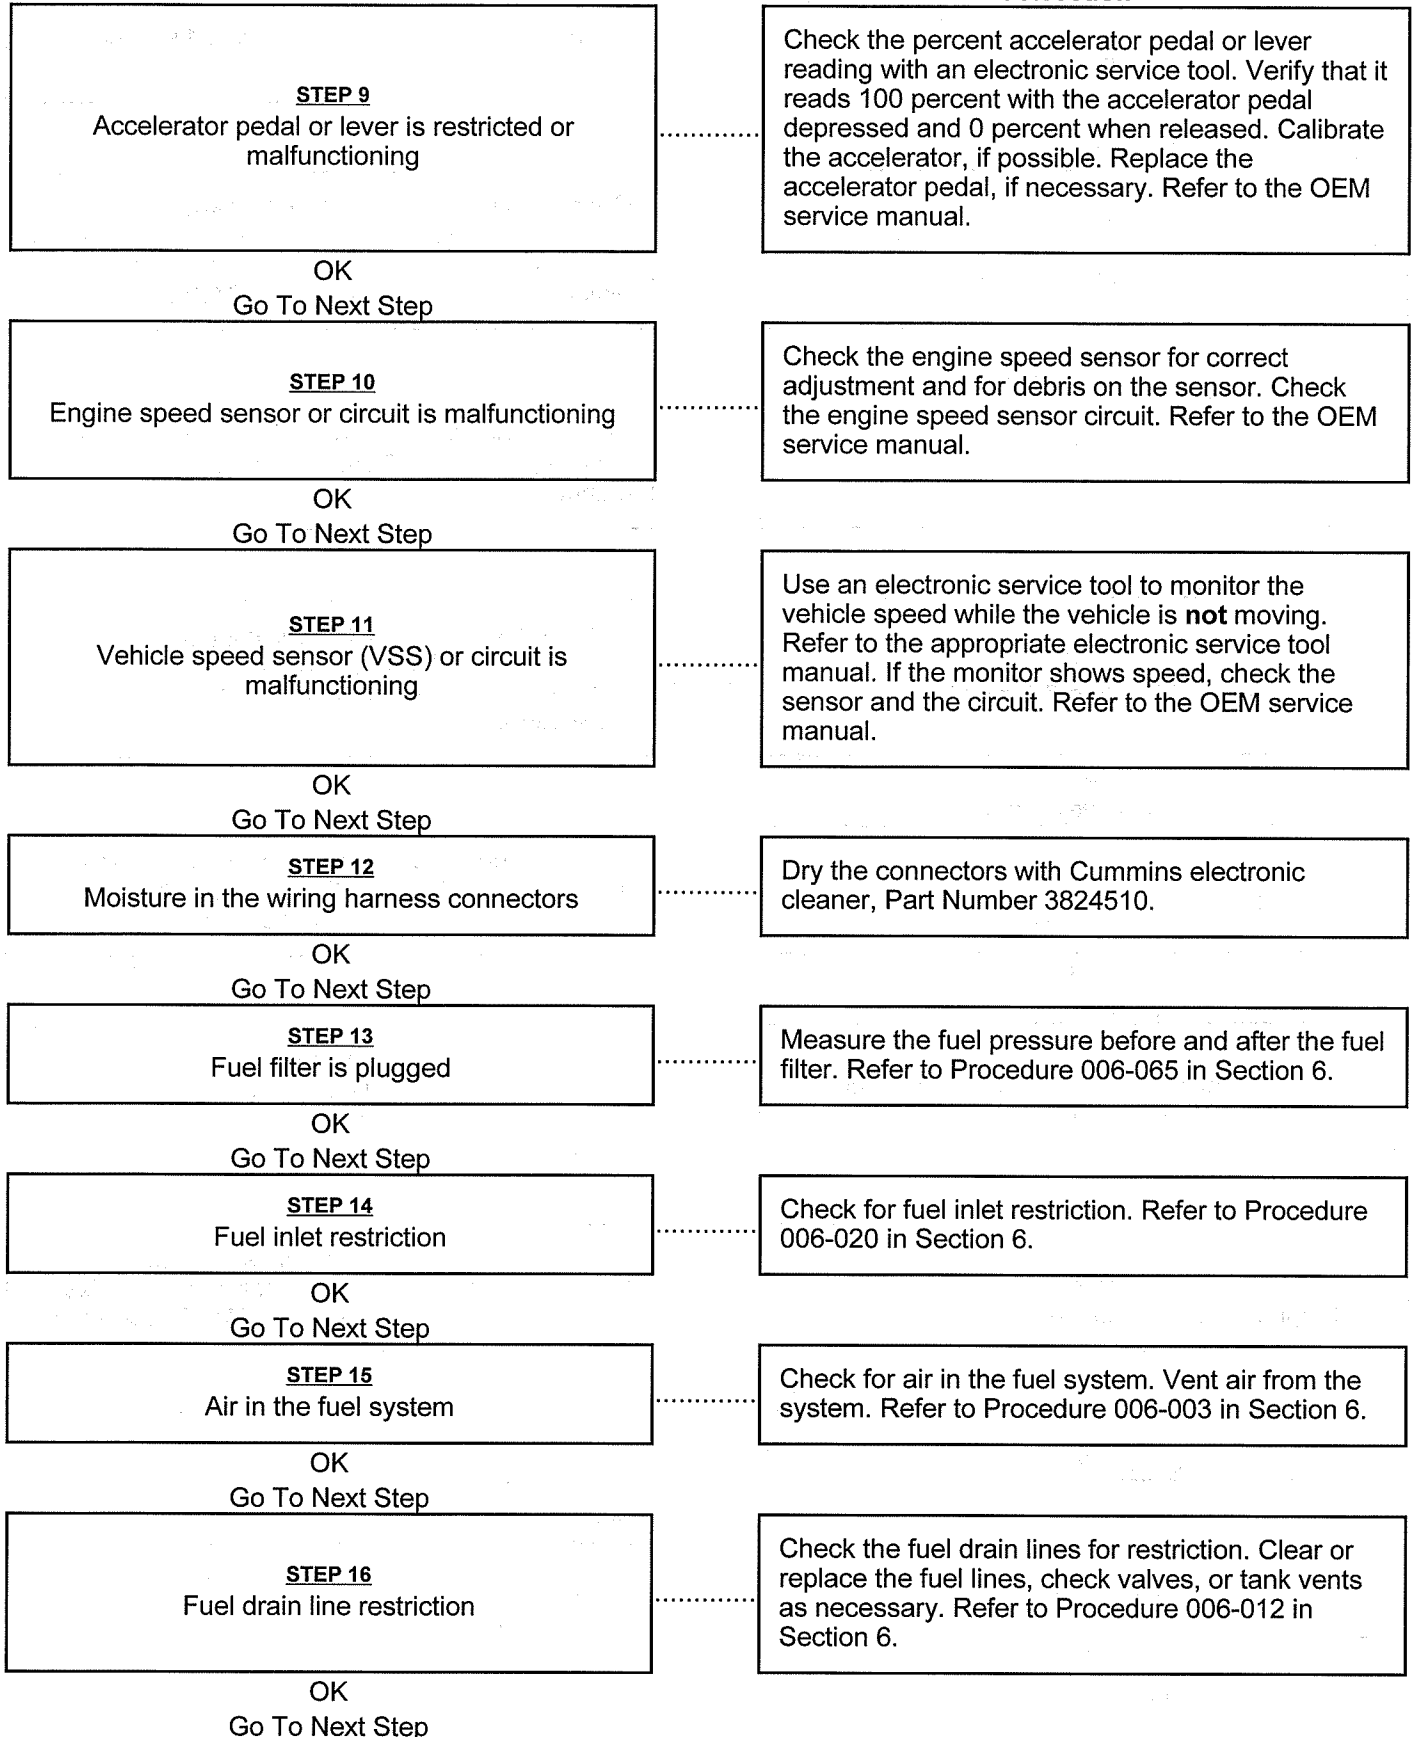 STEP 9
Accelerator pedal or lever is restricted or
malfunctioning
Check the percent accelerator pedal or lever
reading with an electronic service tool. Verify that it
reads 100 percent with the accelerator pedal
depressed and 0 percent when released. Calibrate
the accelerator, if possible. Replace the
accelerator pedal, if necessary. Refer to the OEM
service manual.
OK
Go To Next Step
STEP 10
Engine speed sensor or circuit is malfunctioning
Check the engine speed sensor for correct
adjustment and for debris on the sensor. Check
the engine speed sensor circuit. Refer to the OEM
service manual.
OK
Go To Next Step
STEP 11
Vehicle speed sensor (VSS) or circuit is
malfunctioning
Use an electronic service tool to monitor the
vehicle speed while the vehicle is not moving.
Refer to the appropriate electronic service tool
manual. If the monitor shows speed, check the
sensor and the circuit. Refer to the OEM service
manual.
OK
Go To Next Step
STEP 12
Moisture in the wiring harness connectors
Dry the connectors with Cummins electronic
cleaner, Part Number 3824510.
OK
Go To Next Step
STEP 13
Fuel filter is plugged
Measure the fuel pressure before and after the fuel
filter. Refer to Procedure 006-065 in Section 6.
OK
Go To Next Step
STEP 14
Fuel inlet restriction
Check for fuel inlet restriction. Refer to Procedure
006-020 in Section 6.
OK
Go To Next Step
STEP 15
Air in the fuel system
Check for air in the fuel system. Vent air from the
system. Refer to Procedure 006-003 in Section 6.
OK
Go To Next Step
STEP 16
Fuel drain line restriction
Check the fuel drain lines for restriction. Clear or
replace the fuel lines, check valves, or tank vents
as necessary. Refer to Procedure 006-012 in
Section 6.
OK
Go To Next Step